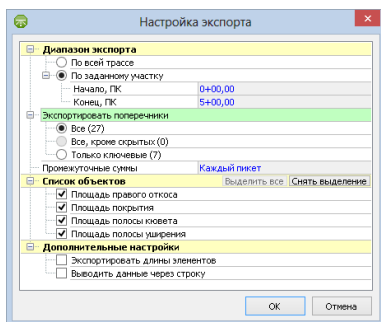 Настройка экспорта
Диапазон экспорта
По всей трассе
По заданному участку
Начало, ПК 0+00,00
Конец, ПК 5+00,00
Экспортировать поперечники
Все (27)
Все, кроме скрытых (0)
Только ключевые (7)
Промежуточные суммы Каждый пикет
Список объектов Выделить все Снять выделение
Площадь правого откоса
Площадь покрытия
Площадь полосы кювета
Площадь полосы уширения
Дополнительные настройки
Экспортировать длины элементов
Выводить данные через строку
ОК Отмена